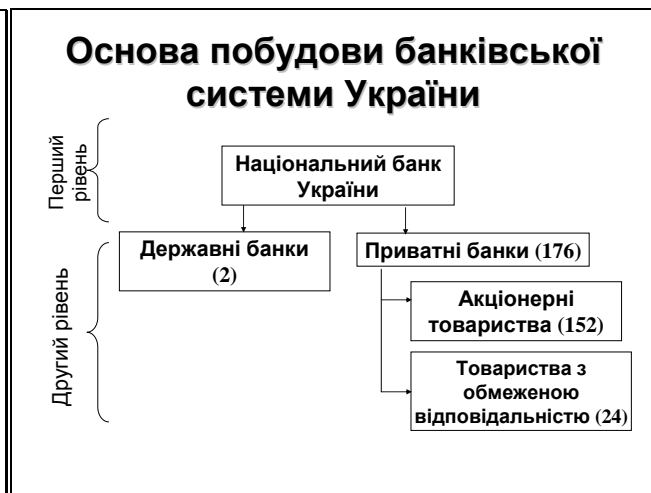 Основа побудови банківської
системи України
Перший
рівень
Національний банк
України
Другий рівень
Державні банки
(2)
Приватні банки (176)
Акціонерні
товариства (152)
Товариства з
обмеженою
відповідальністю (24)